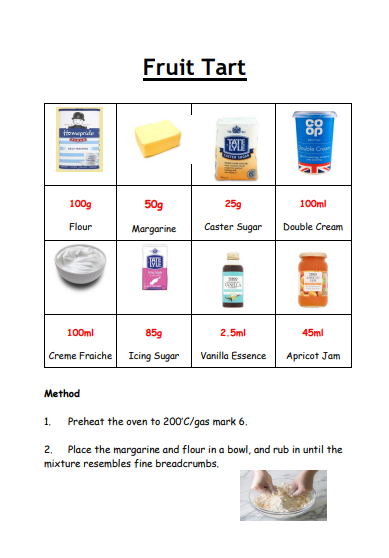 Fruit Tart
Homepride
TATE
LYLE
CASTER SUGAR
CO
OP
Double Cream
100g
50g
25g
100ml
Flour
Margarine
Caster Sugar
Double Cream
TATE
LYLE
100ml
85g
2.5ml
45ml
Creme Fraiche
Icing Sugar
Vanilla Essence
Apricot Jam
Method
1. Preheat the oven to 200'C/gas mark 6.
2. Place the margarine and flour in a bowl, and rub in until the
mixture resembles fine breadcrumbs.